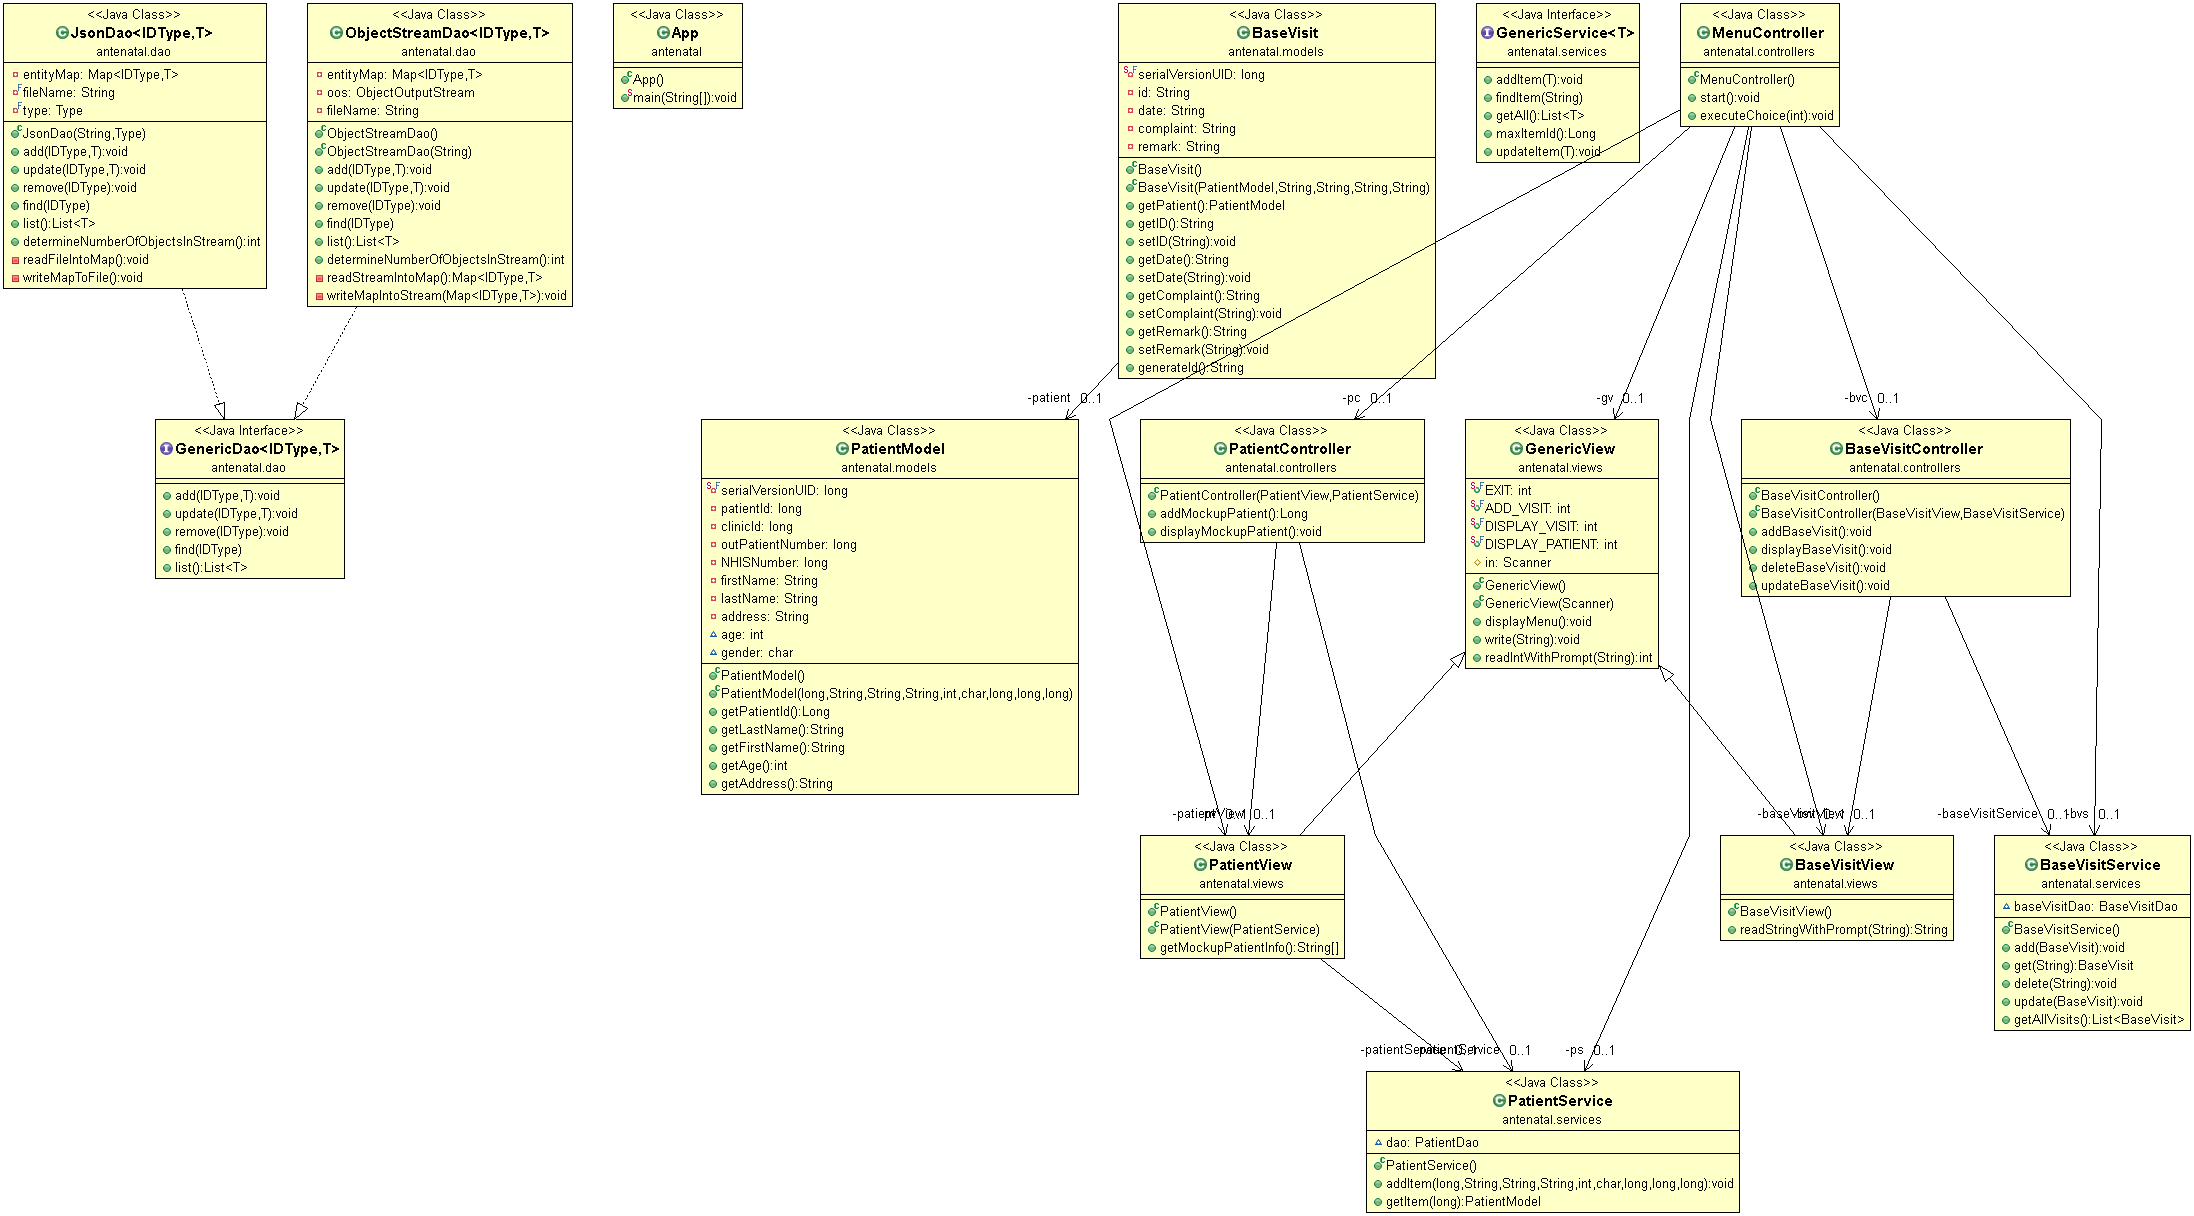 <<Java Class>>
JsonDao<IDType,T>
antenatal.dao
entityMap: Map<IDType,T>
fileName: String
type: Type
JsonDao(String,Type)
add(IDType,T):void
update(IDType,T):void
remove(IDType):void
find(IDType)
list():List<T>
determineNumberOfObjectsInStream():int
readFileIntoMap():void
writeMapToFile():void
<<Java Class>>
ObjectStreamDao<IDType,T>
antenatal.dao
entityMap: Map<IDType,T>
oos: ObjectOutputStream
fileName: String
ObjectStreamDao()
ObjectStreamDao(String)
add(IDType,T):void
update(IDType,T):void
remove(IDType):void
find(IDType)
list():List<T>
determineNumberOfObjectsInStream():int
readStreamIntoMap():Map<IDType,T>
writeMapIntoStream(Map<IDType,T>):void
<<Java Class>>
App
antenatal
App()
main(String[]):void
<<Java Class>>
BaseVisit
antenatal.models
serialVersionUID: long
id: String
date: String
complaint: String
remark: String
BaseVisit()
BaseVisit(PatientModel,String,String,String,String)
getPatient():PatientModel
getID():String
setID(String):void
getDate():String
setDate(String):void
getComplaint():String
setComplaint(String):void
getRemark():String
setRemark(String):void
generateId():String
<<Java Interface>>
GenericService<T>
antenatal.services
addItem(T):void
findItem(String)
getAll():List<T>
maxItemId():Long
updateItem(T):void
<<Java Class>>
MenuController
antenatal.controllers
MenuController()
start():void
executeChoice(int):void
-patient 0..1
-pc 0..1
-gv 0..1
-bvc 0..1
<<Java Interface>>
GenericDao<IDType,T>
antenatal.dao
add(IDType,T):void
update(IDType,T):void
remove(IDType):void
find(IDType)
list():List<T>
<<Java Class>>
PatientModel
antenatal.models
serialVersionUID: long
patientId: long
clinicId: long
outPatientNumber: long
NHISNumber: long
firstName: String
lastName: String
address: String
age: int
gender: char
PatientModel()
PatientModel(long,String,String,String,int,char,long,long,long)
getPatientId():Long
getLastName():String
getFirstName():String
getAge():int
getAddress():String
<<Java Class>>
PatientController
antenatal.controllers
PatientController(PatientView,PatientService)
addMockupPatient():Long
displayMockupPatient():void
<<Java Class>>
GenericView
antenatal.views
EXIT: int
ADD_VISIT: int
DISPLAY_VISIT: int
DISPLAY_PATIENT: int
in: Scanner
GenericView()
GenericView(Scanner)
displayMenu():void
write(String):void
readIntWithPrompt(String):int
<<Java Class>>
BaseVisitController
antenatal.controllers
BaseVisitController()
BaseVisitController(BaseVisitView,BaseVisitService)
addBaseVisit():void
displayBaseVisit():void
deleteBaseVisit():void
updateBaseVisit():void
0..1
0..1
-baseVisitService 0..1
-bvs 0..1
<<Java Class>>
PatientView
antenatal.views
PatientView()
PatientView(PatientService)
getMockupPatientInfo():String[]
<<Java Class>>
BaseVisitView
antenatal.views
BaseVisitView()
readStringWithPrompt(String):String
<<Java Class>>
BaseVisitService
antenatal.services
baseVisitDao: BaseVisitDao
BaseVisitService()
add(BaseVisit):void
get(String):BaseVisit
delete(String):void
update(BaseVisit):void
getAllVisits():List<BaseVisit>
-patientService 0..1
-patientService 0..1
-ps 0..1
<<Java Class>>
PatientService
antenatal.services
dao: PatientDao
PatientService()
addItem(long,String,String,String,int,char,long,long,long):void
getItem(long):PatientModel